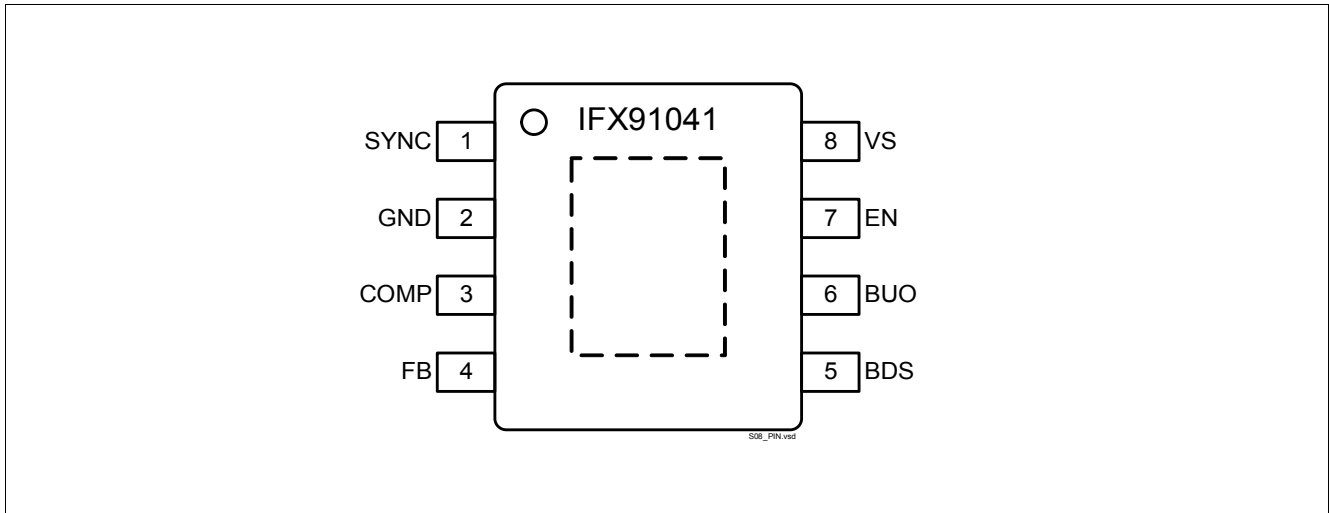 IFX91041
SYNC 1
8 VS
GND 2
7 EN
COMP 3
6 BUO
FB 4
5 BDS
S08_PIN.vsd